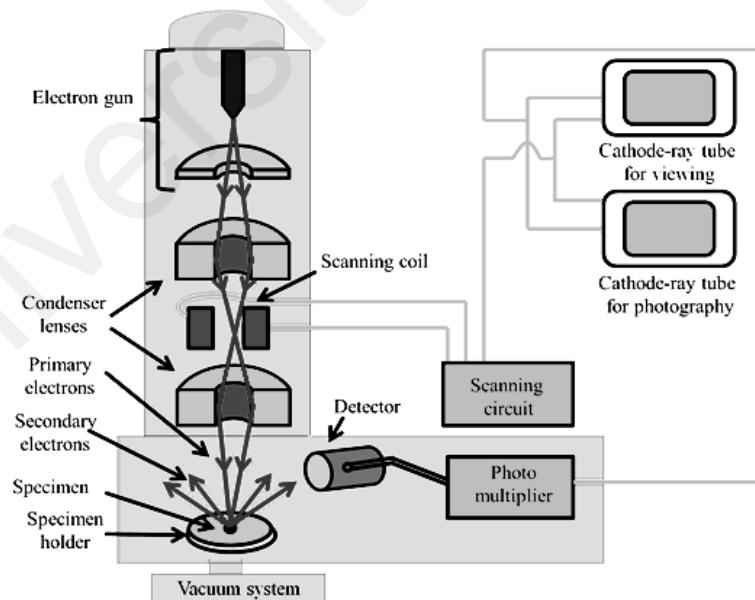 Electron gun
Cathode-ray tube
for viewing
Scanning coil
Cathode-ray tube
for photography
Condenser
lenses
Primary
electrons
Scanning
circuit
Detector
Secondary
electrons
Photo
multiplier
Specimen
Specimen
holder
Vacuum system